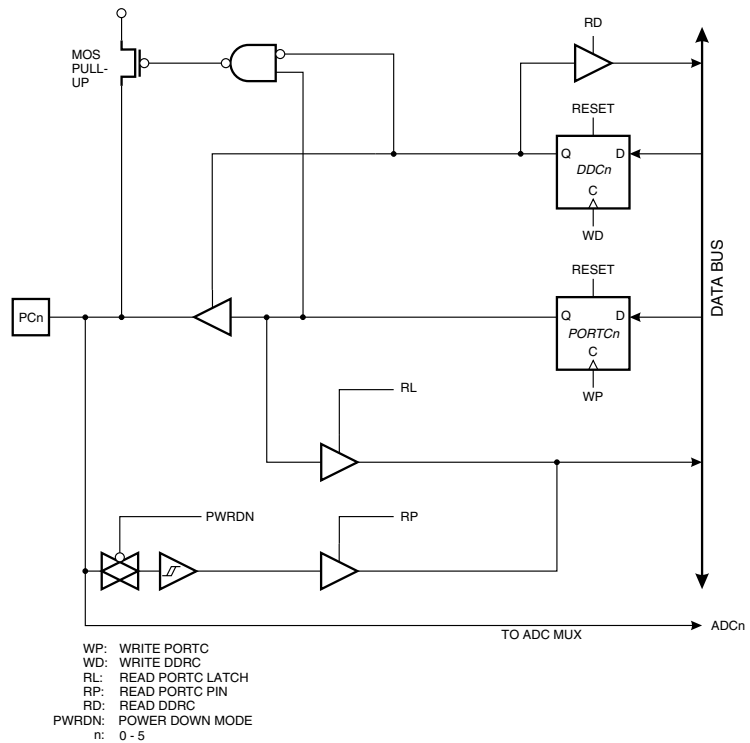 RD
MOS
PULL-
UP
RESET
Q D
DDCn
C
WD
DATA BUS
RESET
PCn
Q D
PORTCn
C
WP
RL
PWRDN
RP
TO ADC MUX
ADCn
WP: WRITE PORTC
WD: WRITE DDRC
RL: READ PORTC LATCH
RP: READ PORTC PIN
RD: READ DDRC
PWRDN: POWER DOWN MODE
n: 0 - 5